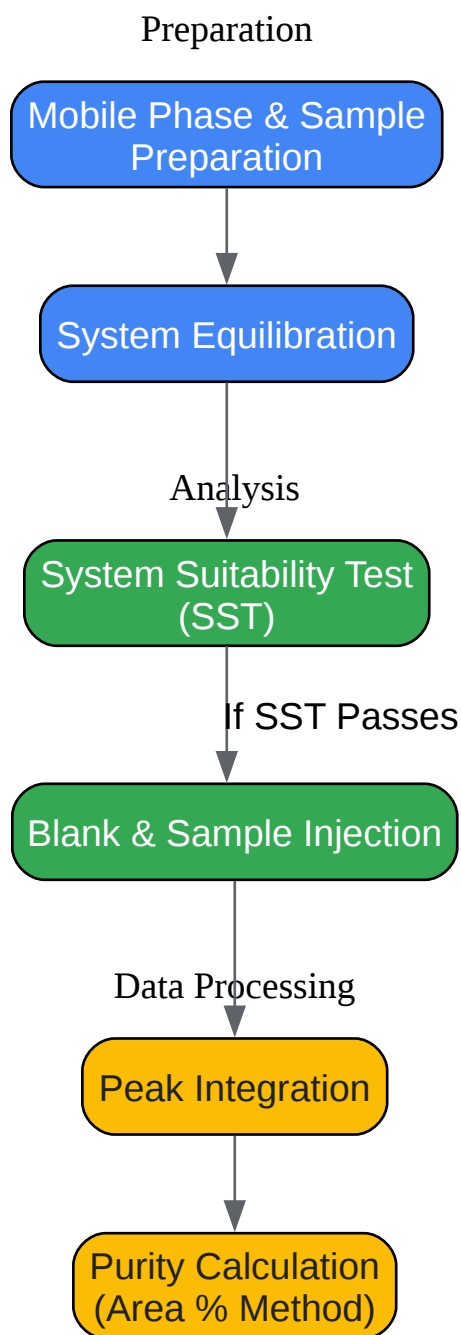 Preparation
Mobile Phase & Sample
Preparation
System Equilibration
Analysis
System Suitability Test
(SST)
If SST Passes
Blank & Sample Injection
Data Processing
Peak Integration
Purity Calculation
(Area % Method)